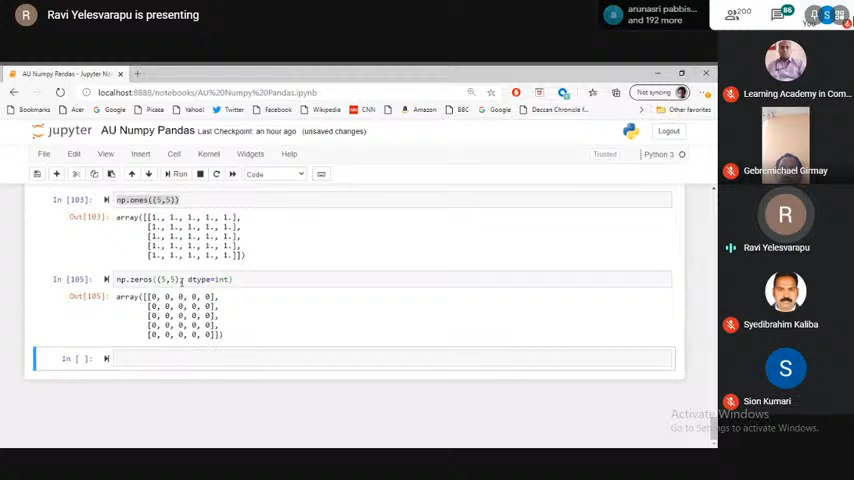 R Ravi Yelesvarapu is presenting
a arunasri pabbis...
and 192 more
200
86
You
S
AU Numpy Pandas - Jupyter Not
localhost:8888/notebooks/AU%20Numpy%20Pandas.ipynb
Not syncing
Bookmarks Acer Google Picasa Twitter Google Facebook Wikipedia CNN Amazon BBC Google Deccan Chronicle f...
Other favorites
jupyter AU Numpy Pandas Last Checkpoint: an hour ago (unsaved changes)
Logout
File Edit View Insert Cell Kernel Widgets Help
Trusted Python 3
Run Code
In [103]: np.ones((5,5))
Out[103]: array([[1., 1., 1., 1., 1.],
[1., 1., 1., 1., 1.],
[1., 1., 1., 1., 1.],
[1., 1., 1., 1., 1.],
[1., 1., 1., 1., 1.]])
In [105]: np.zeros((5,5), dtype=int)
Out[105]: array([[0, 0, 0, 0, 0],
[0, 0, 0, 0, 0],
[0, 0, 0, 0, 0],
[0, 0, 0, 0, 0],
[0, 0, 0, 0, 0]])
In [ ]:
Learning Academy in Com...
Gebremichael Girmay
R
Ravi Yelesvarapu
Syedibrahim Kaliba
S
Sion Kumari
Activate Windows
Go to Settings to activate Windows.